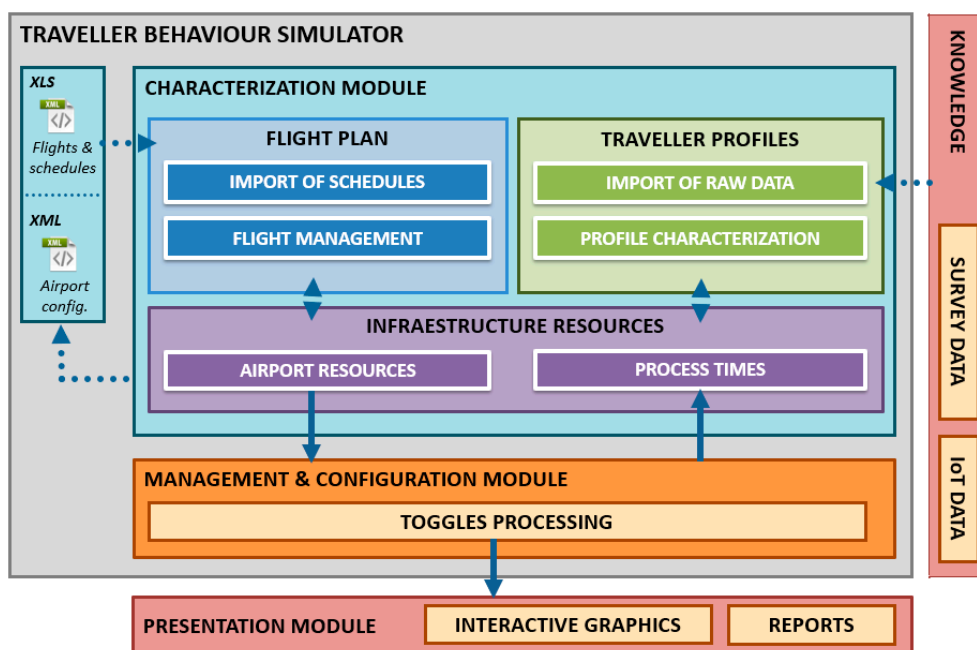 TRAVELLER BEHAVIOUR SIMULATOR
XLS
XML
</>
Flights &
schedules
XML
XML
</>
Airport
config.
CHARACTERIZATION MODULE
FLIGHT PLAN
IMPORT OF SCHEDULES
FLIGHT MANAGEMENT
TRAVELLER PROFILES
IMPORT OF RAW DATA
PROFILE CHARACTERIZATION
INFRAESTRUCTURE RESOURCES
AIRPORT RESOURCES
PROCESS TIMES
MANAGEMENT & CONFIGURATION MODULE
TOGGLES PROCESSING
PRESENTATION MODULE
INTERACTIVE GRAPHICS
REPORTS
KNOWLEDGE
SURVEY DATA
IoT DATA